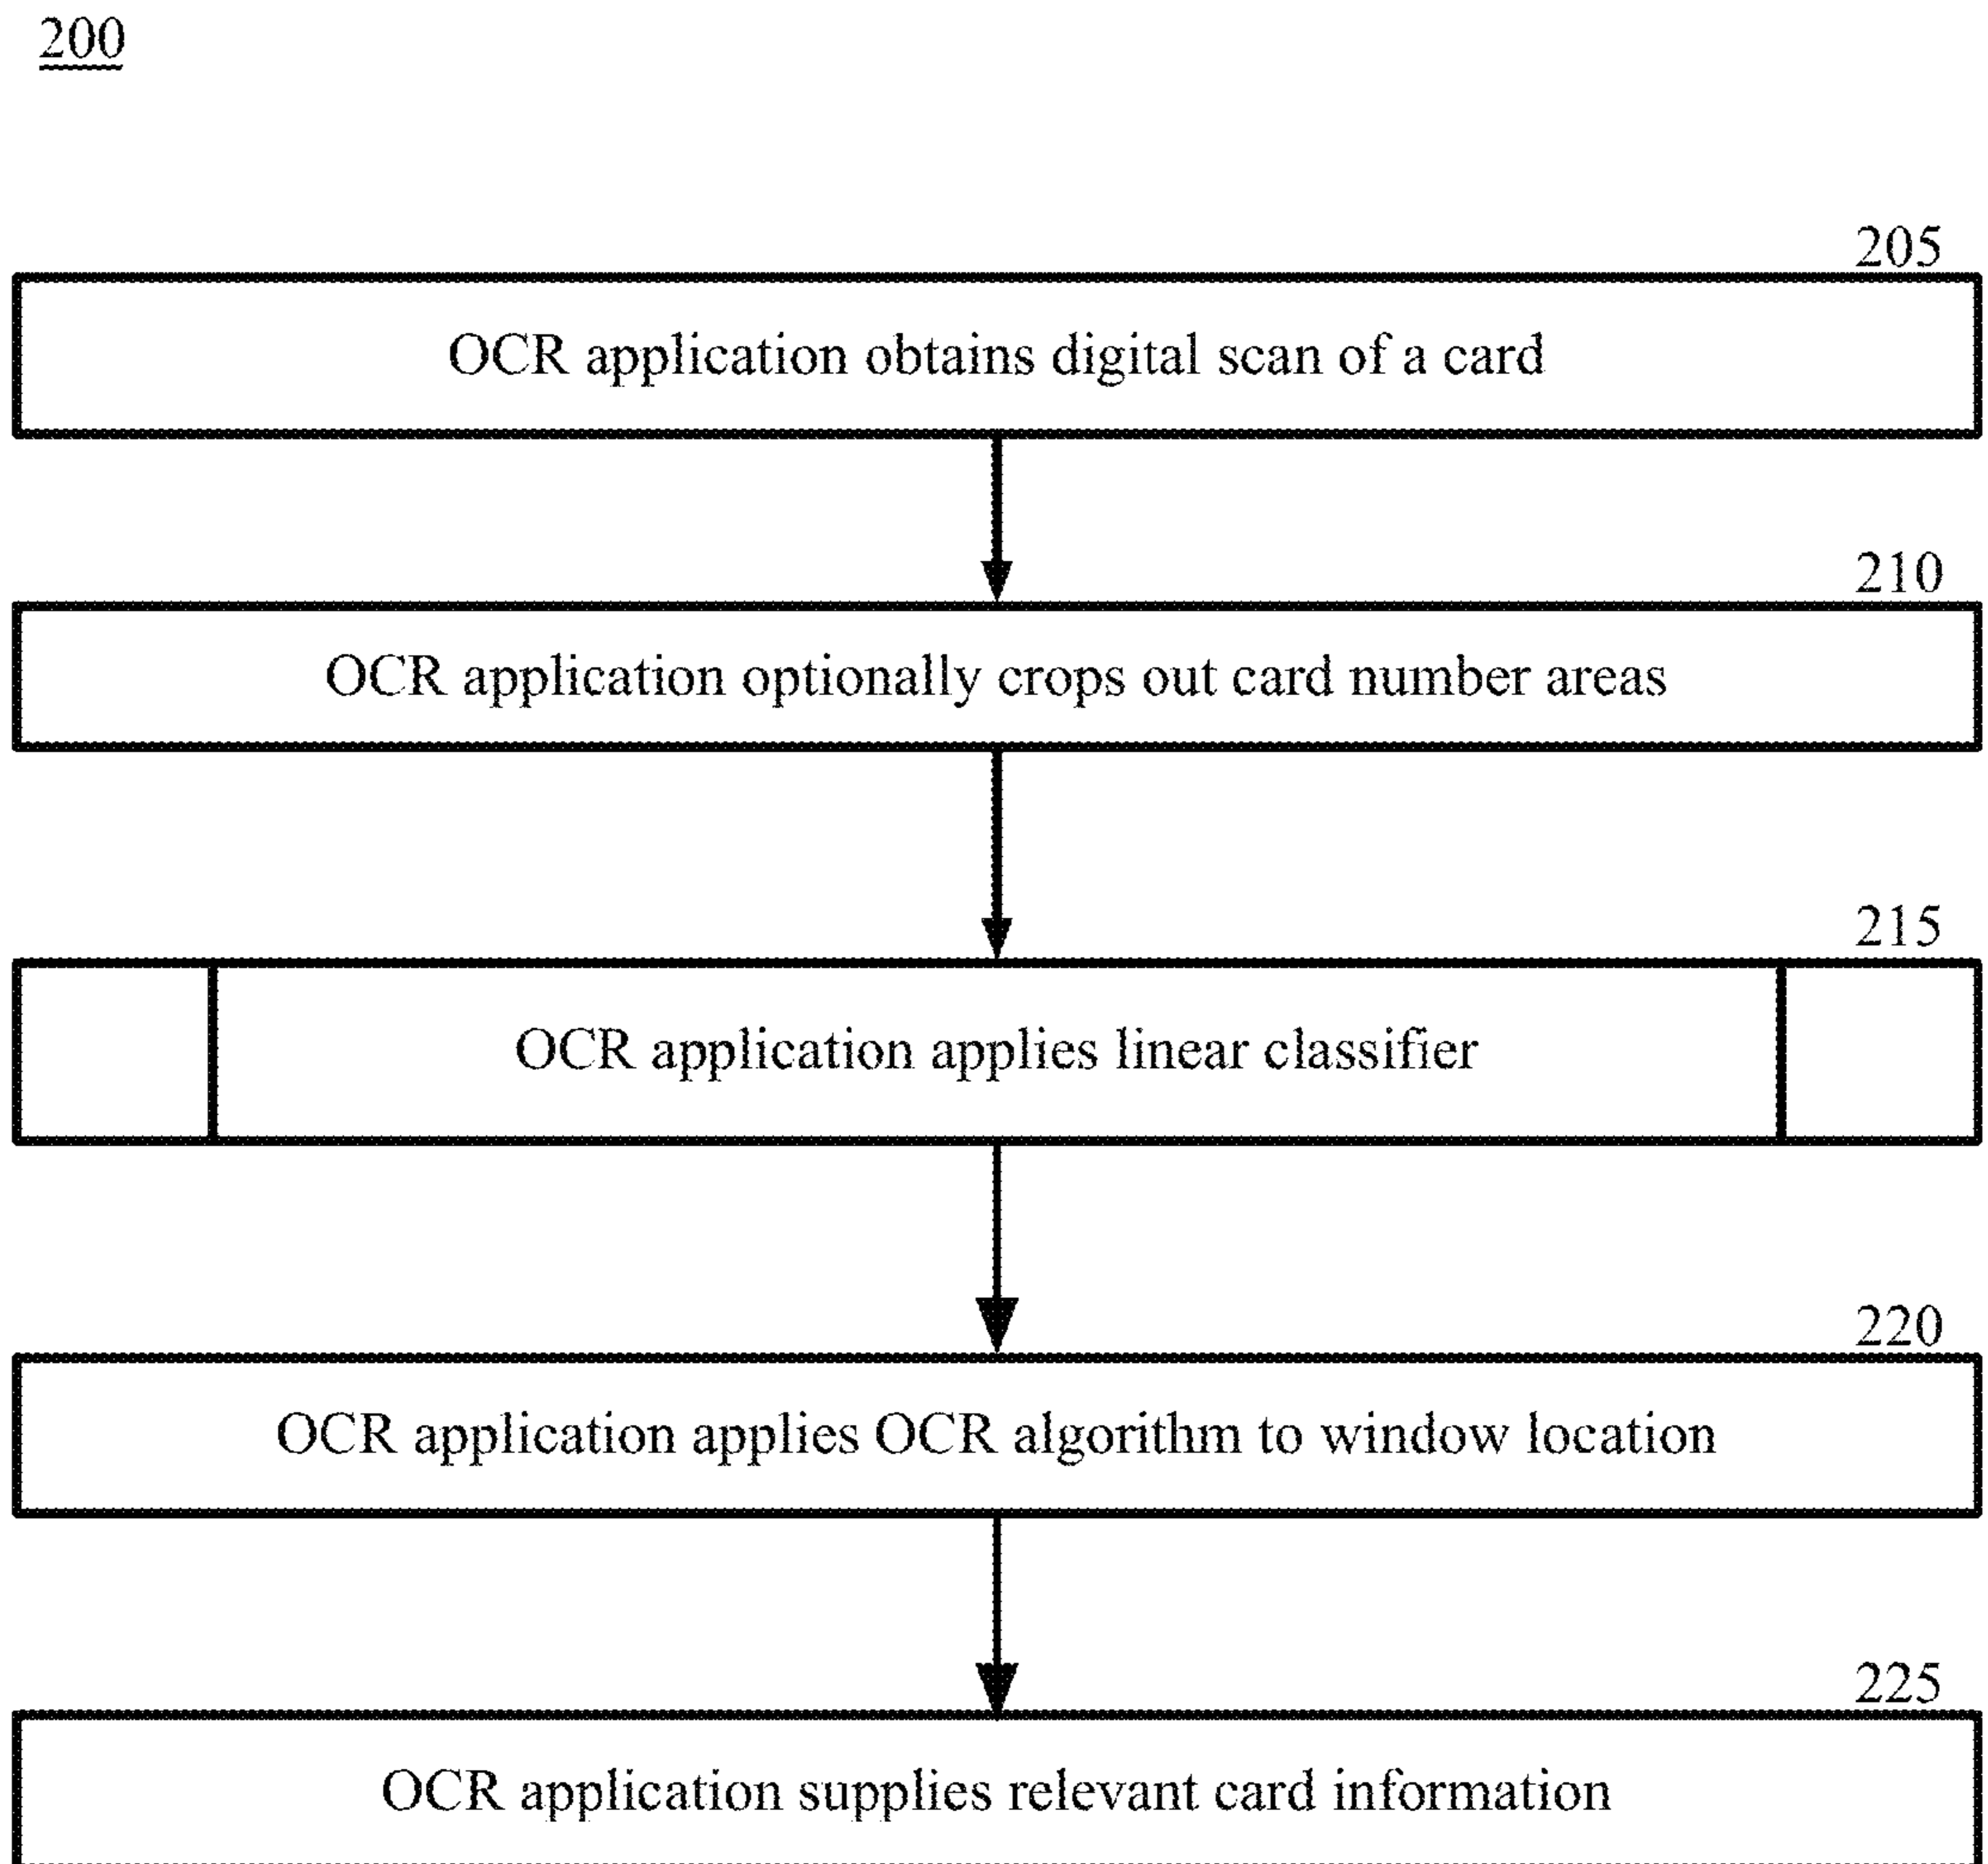 200
205
OCR application obtains digital scan of a card
210
OCR application optionally crops out card number areas
215
OCR application applies linear classifier
220
OCR application applies OCR algorithm to window location
225
OCR application supplies relevant card information